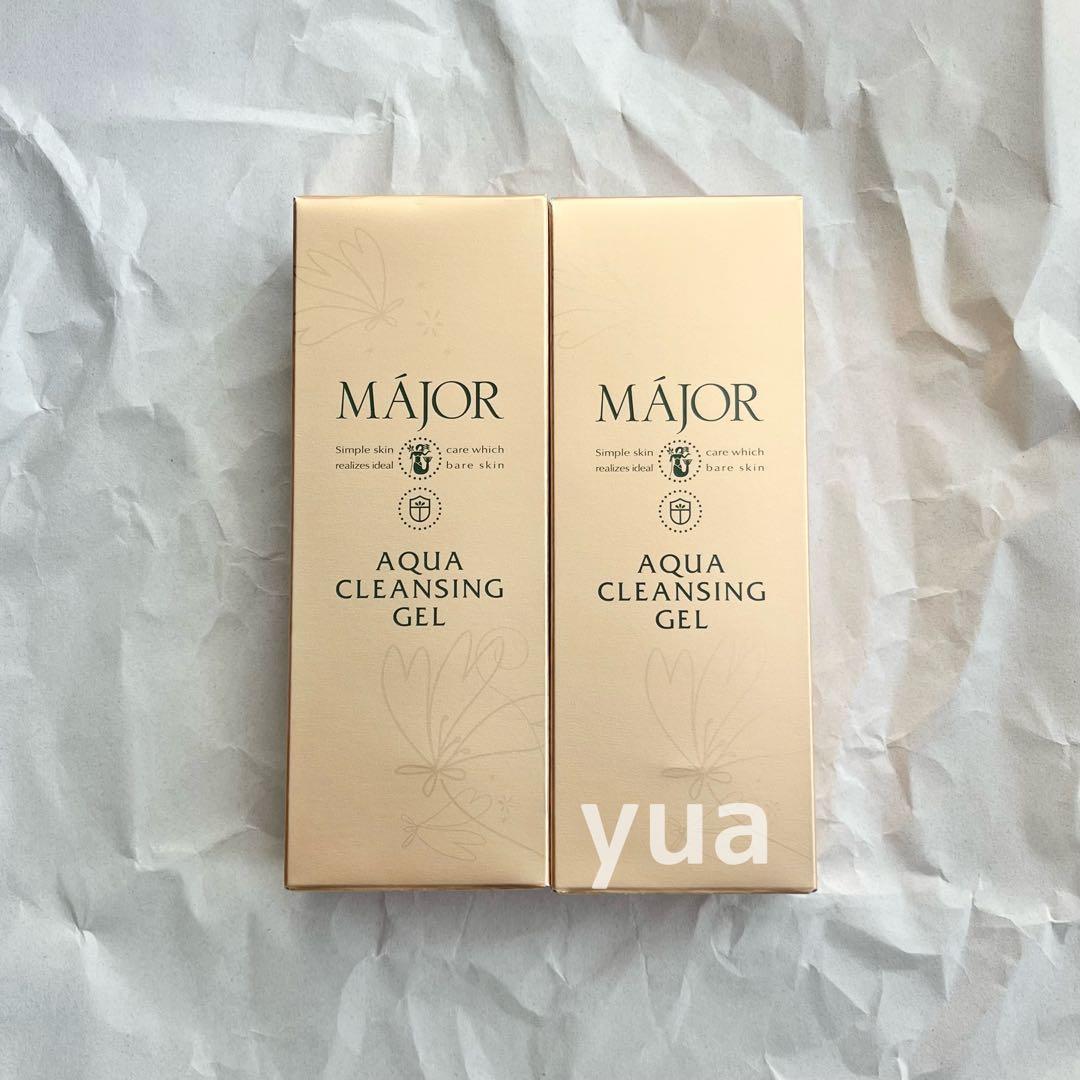 MÁJOR
Simple skin care which
realizes ideal bare skin
AQUA
CLEANSING
GEL
MÁJOR
Simple skin care which
realizes ideal bare skin
AQUA
CLEANSING
GEL
yua